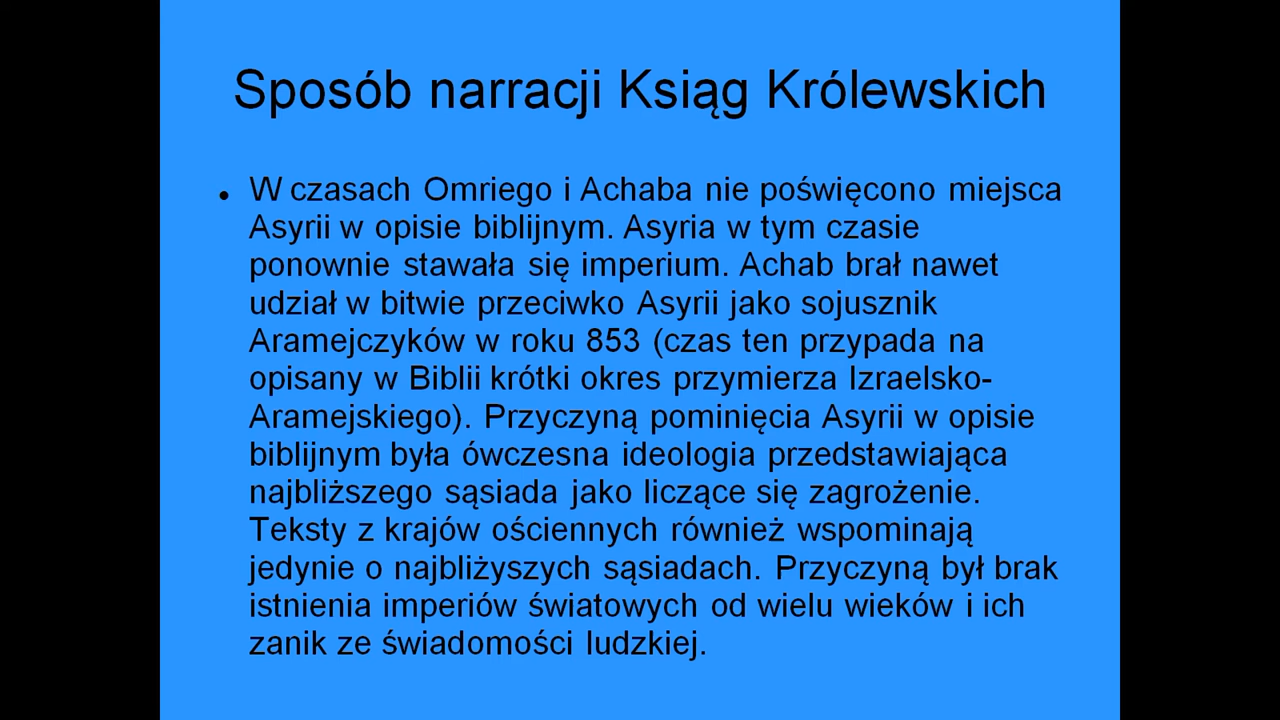 Sposób narracji Ksiąg Królewskich
● W czasach Omriego i Achaba nie poświęcono miejsca
Asyrii w opisie biblijnym. Asyria w tym czasie
ponownie stawała się imperium. Achab brał nawet
udział w bitwie przeciwko Asyrii jako sojusznik
Aramejczyków w roku 853 (czas ten przypada na
opisany w Biblii krótki okres przymierza Izraelsko-
Aramejskiego). Przyczyną pominięcia Asyrii w opisie
biblijnym była ówczesna ideologia przedstawiająca
najbliższego sąsiada jako liczące się zagrożenie.
Teksty z krajów ościennych również wspominają
jedynie o najbliżyszych sąsiadach. Przyczyną był brak
istnienia imperiów światowych od wielu wieków i ich
zanik ze świadomości ludzkiej.